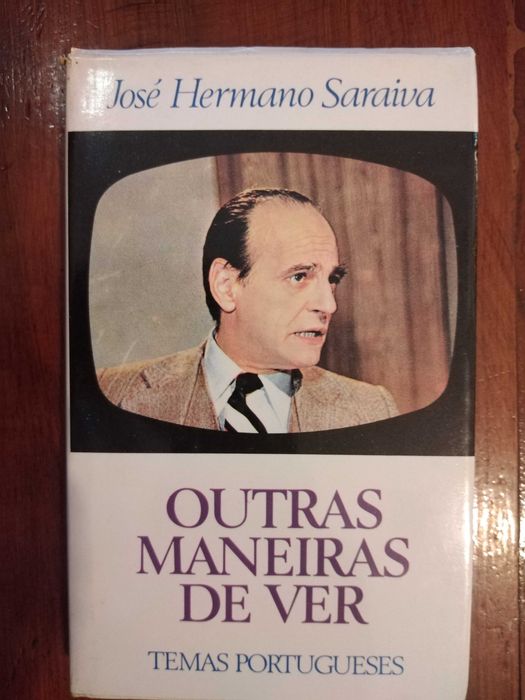 José Hermano Saraiva
OUTRAS
MANEIRAS
DE VER
TEMAS PORTUGUESES